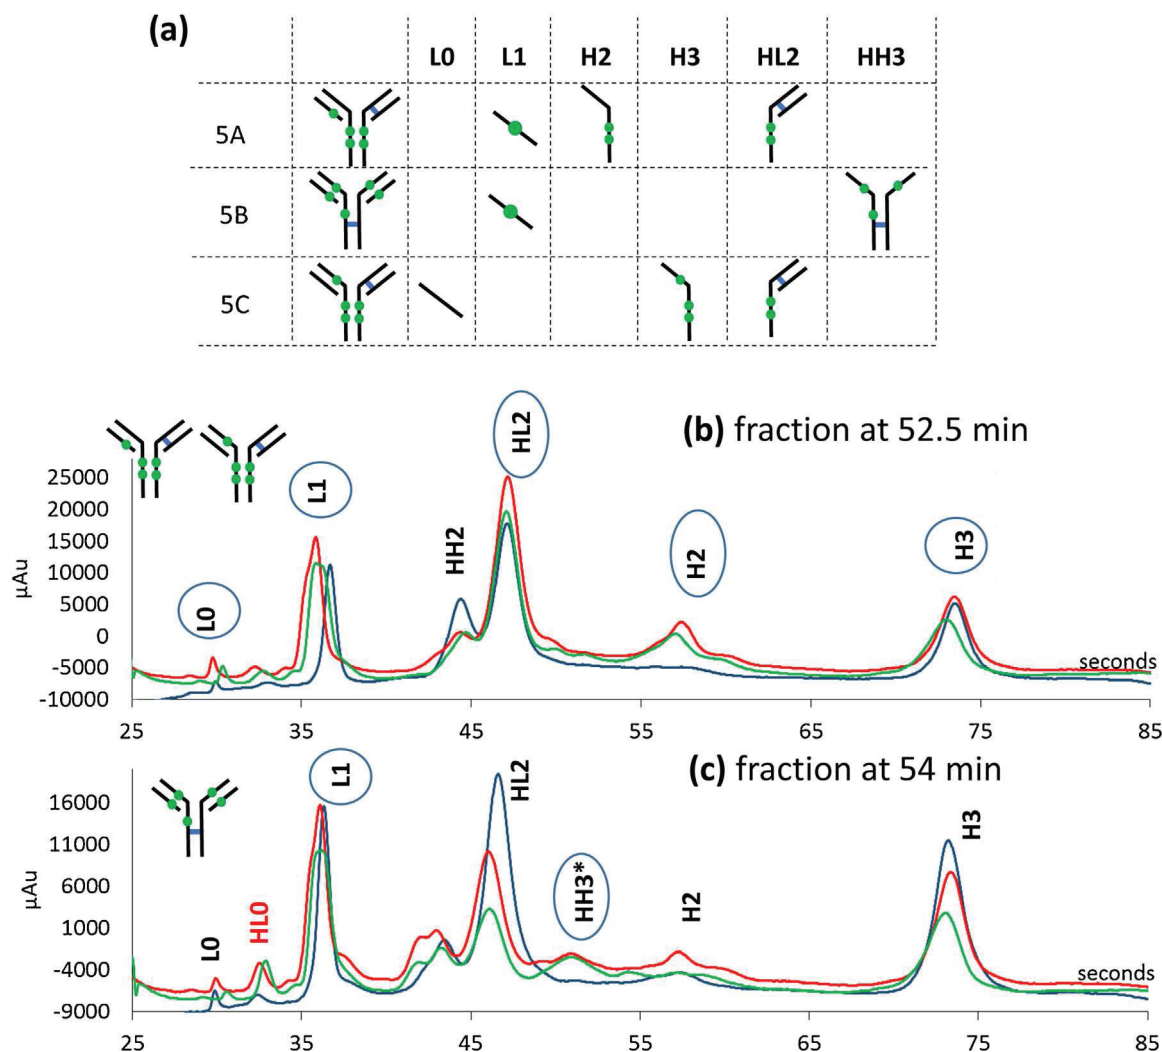 (a)
L0 L1 H2 H3 HL2 HH3
5A
5B
5C
(b) fraction at 52.5 min
µAu
25000
20000
15000
10000
5000
0
-5000
-10000
L0
L1
HH2
HL2
H2
H3
seconds
25 35 45 55 65 75 85
(c) fraction at 54 min
µAu
16000
11000
6000
1000
-4000
-9000
L0
HL0
L1
HL2
HH3*
H2
H3
seconds
25 35 45 55 65 75 85